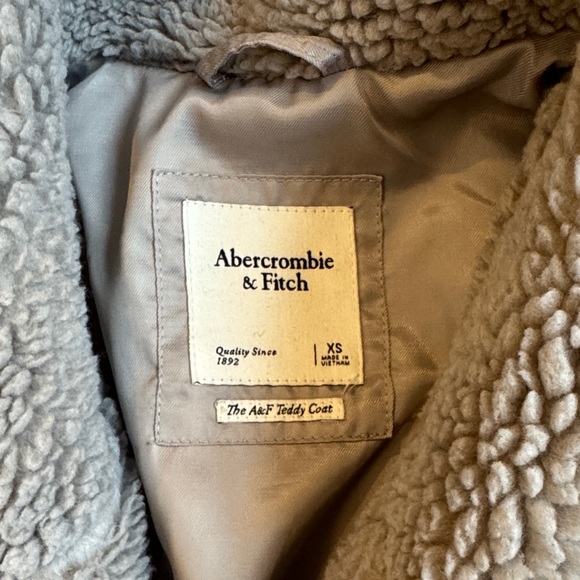 Abercrombie
& Fitch
Quality Since
1892
XS
MADE IN
VIETNAM
The A&F Teddy Coat